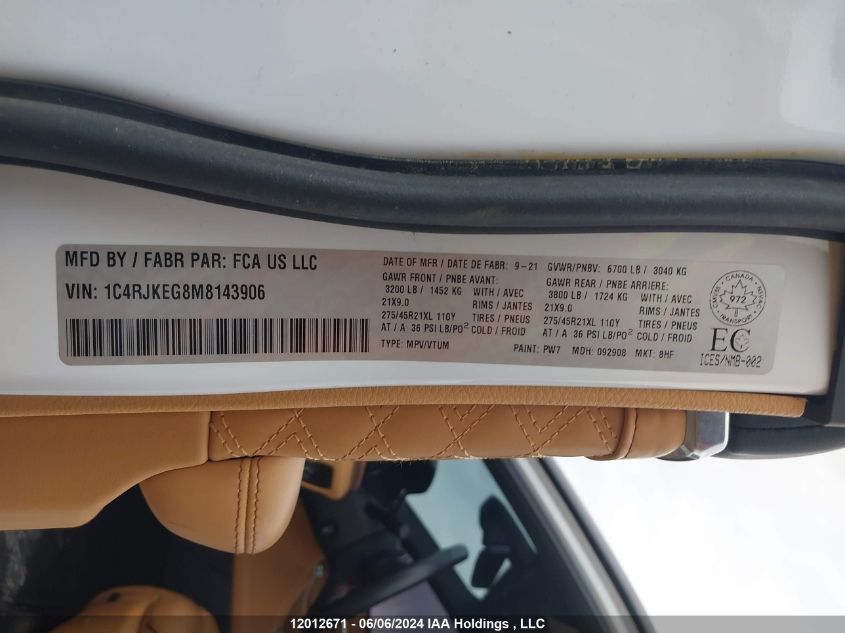 MFD BY / FABR PAR: FCA US LLC
VIN: 1C4RJKEG8M8143906
DATE OF MFR / DATE DE FABR: 9-21 GVWR/PNBV: 6700 LB / 3040 KG
GAWR FRONT / PNBE AVANT: GAWR REAR / PNBE ARRIERE:
3200 LB / 1452 KG WITH / AVEC 3800 LB / 1724 KG WITH / AVEC
21X9.0 RIMS / JANTES 21X9.0 RIMS / JANTES
275/45R21XL 110Y TIRES / PNEUS 275/45R21XL 110Y TIRES / PNEUS
AT / A 36 PSI LB/PO² COLD / FROID AT / A 36 PSI LB/PO² COLD / FROID
TYPE: MPV/VTUM PAINT: PW7 MDH: 092908 MKT: 8HF
CANADA
972
TRANSPORT
EC
ICES/NMB-002
12012671 - 06/06/2024 IAA Holdings , LLC